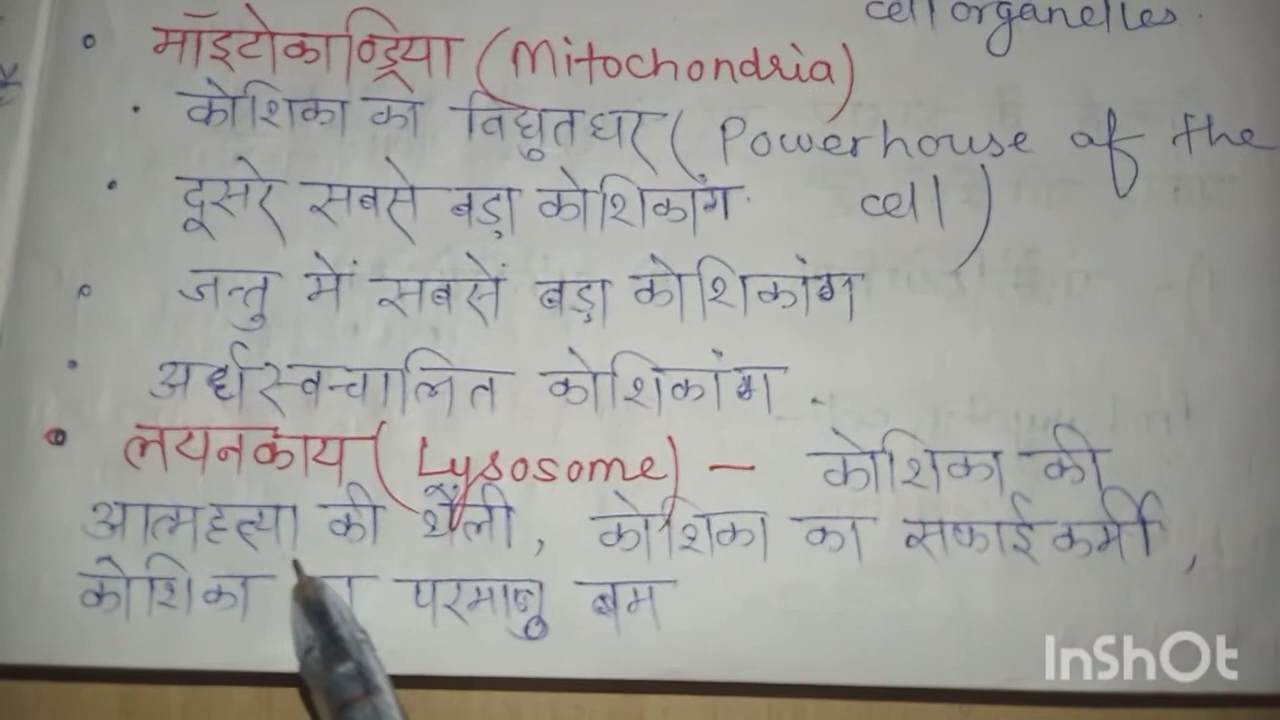 cell organelles.
• मॉइटोकाण्ड्रिया (Mitochondria)
• कोशिका का विधुतघर (Powerhouse of the
cell)
• दूसरे सबसे बड़ा कोशिकांग.
• जन्तु में सबसें बड़ा कोशिकांग
• अर्धस्वचालित कोशिकांग .
• लयनकाय (Lysosome) – कोशिका की
आत्महत्या की थैली, कोशिका का सफाईकर्मी,
कोशिका परमाणु बम
InShOt